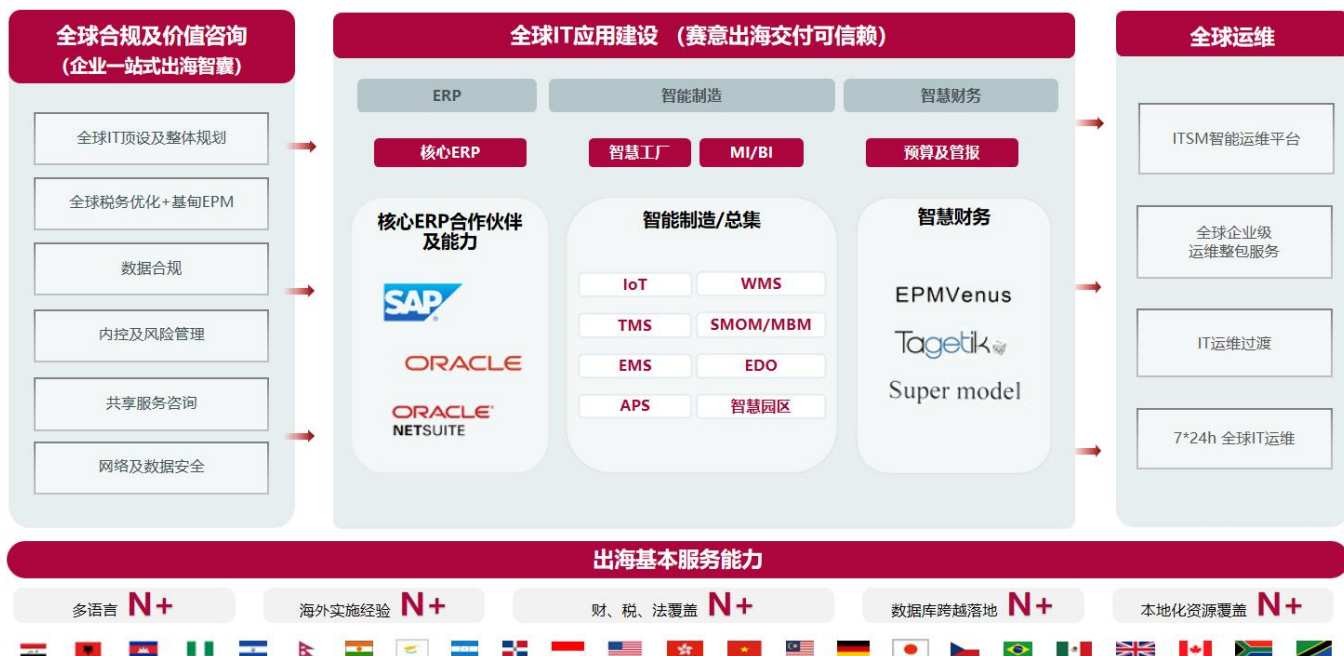 全球合规及价值咨询
(企业一站式出海智囊)
全球IT顶设及整体规划
全球税务优化+基甸EPM
数据合规
内控及风险管理
共享服务咨询
网络及数据安全
全球IT应用建设 （赛意出海交付可信赖）
ERP
智能制造
智慧财务
核心ERP
智慧工厂
MI/BI
预算及管报
核心ERP合作伙伴
及能力
SAP
ORACLE
ORACLE
NETSUITE
智能制造/总集
IoT
WMS
TMS
SMOM/MBM
EMS
EDO
APS
智慧园区
智慧财务
EPMVenus
Tagetik
Super model
全球运维
ITSM智能运维平台
全球企业级
运维整包服务
IT运维过渡
7*24h 全球IT运维
出海基本服务能力
多语言 N+
海外实施经验 N+
财、税、法覆盖 N+
数据库跨越落地 N+
本地化资源覆盖 N+